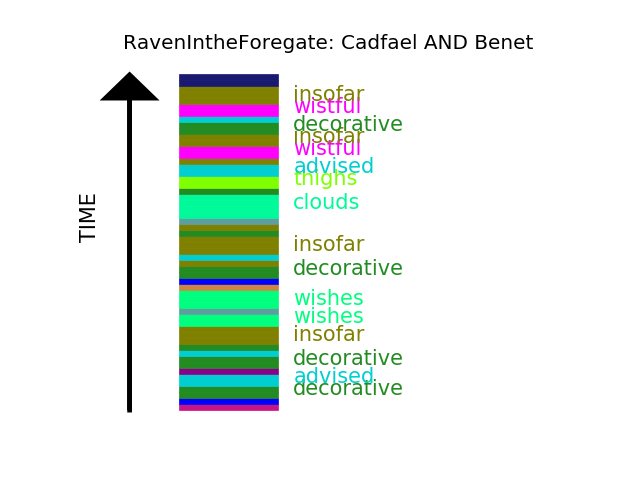 RavenIntheForegate: Cadfael AND Benet
insofar
wistful
decorative
insofar
wistful
advised
thighs
clouds
TIME
insofar
decorative
wishes
wishes
insofar
decorative
advised
decorative